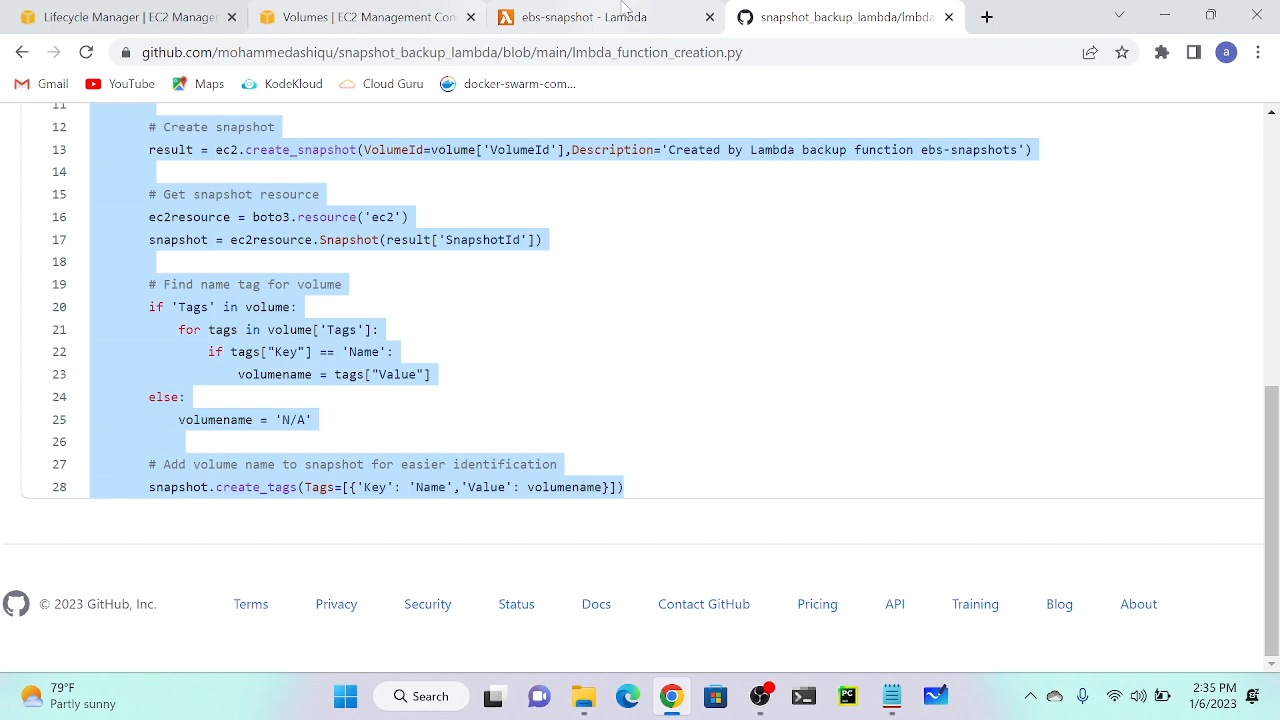 Lifecycle Manager | EC2 Manager
Volumes | EC2 Management Con
ebs-snapshot - Lambda
snapshot_backup_lambda/lmbda
github.com/mohammedashiqu/snapshot_backup_lambda/blob/main/lmbda_function_creation.py
a
Gmail
YouTube
Maps
KodeKloud
Cloud Guru
docker-swarm-com...
11
12 # Create snapshot
13 result = ec2.create_snapshot(VolumeId=volume['VolumeId'],Description='Created by Lambda backup function ebs-snapshots')
14
15 # Get snapshot resource
16 ec2resource = boto3.resource('ec2')
17 snapshot = ec2resource.Snapshot(result['SnapshotId'])
18
19 # Find name tag for volume
20 if 'Tags' in volume:
21 for tags in volume['Tags']:
22 if tags["Key"] == 'Name':
23 volumename = tags["Value"]
24 else:
25 volumename = 'N/A'
26
27 # Add volume name to snapshot for easier identification
28 snapshot.create_tags(Tags=[{'Key': 'Name','Value': volumename}])
© 2023 GitHub, Inc.
Terms
Privacy
Security
Status
Docs
Contact GitHub
Pricing
API
Training
Blog
About
79°F
Partly sunny
Search
PC
2:35 PM
1/6/2023